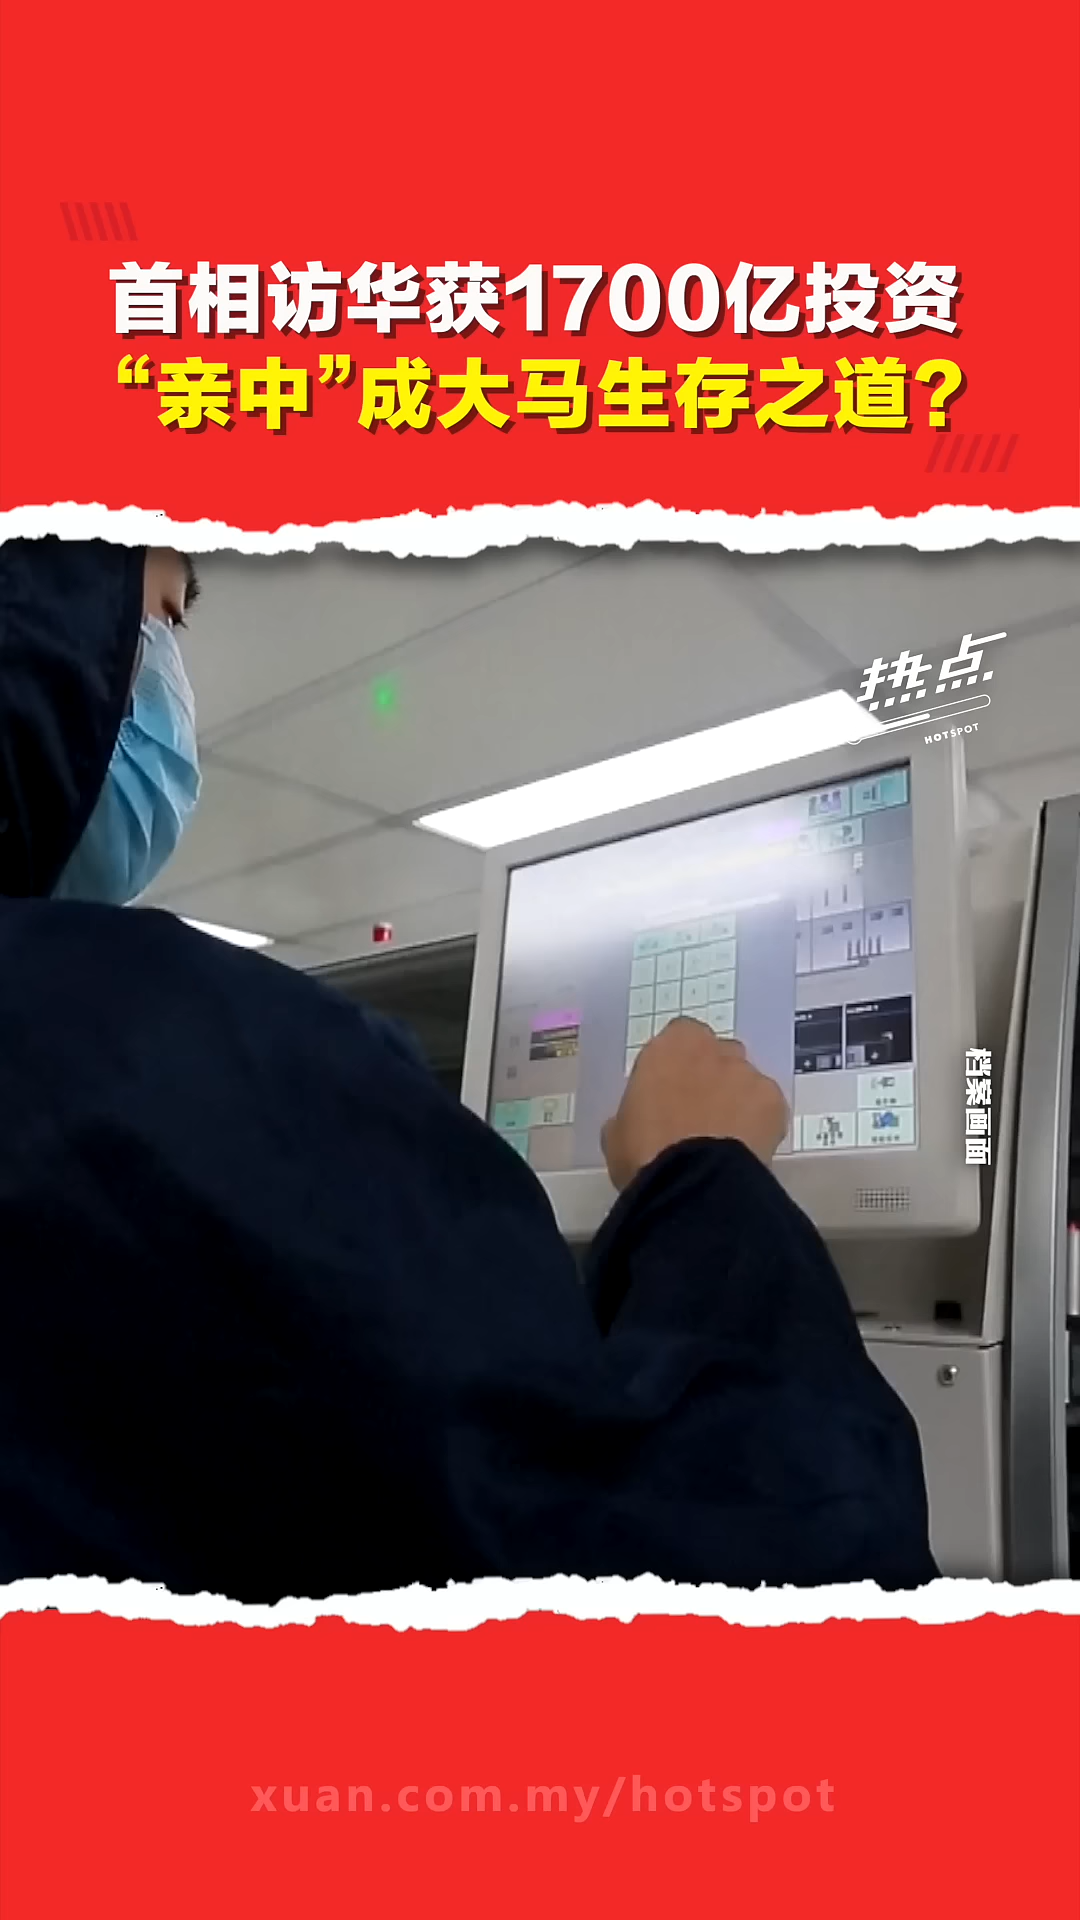 首相访华获1700亿投资
“亲中”成大马生存之道？
热点
HOTSPOT
档案画面
xuan.com.my/hotspot